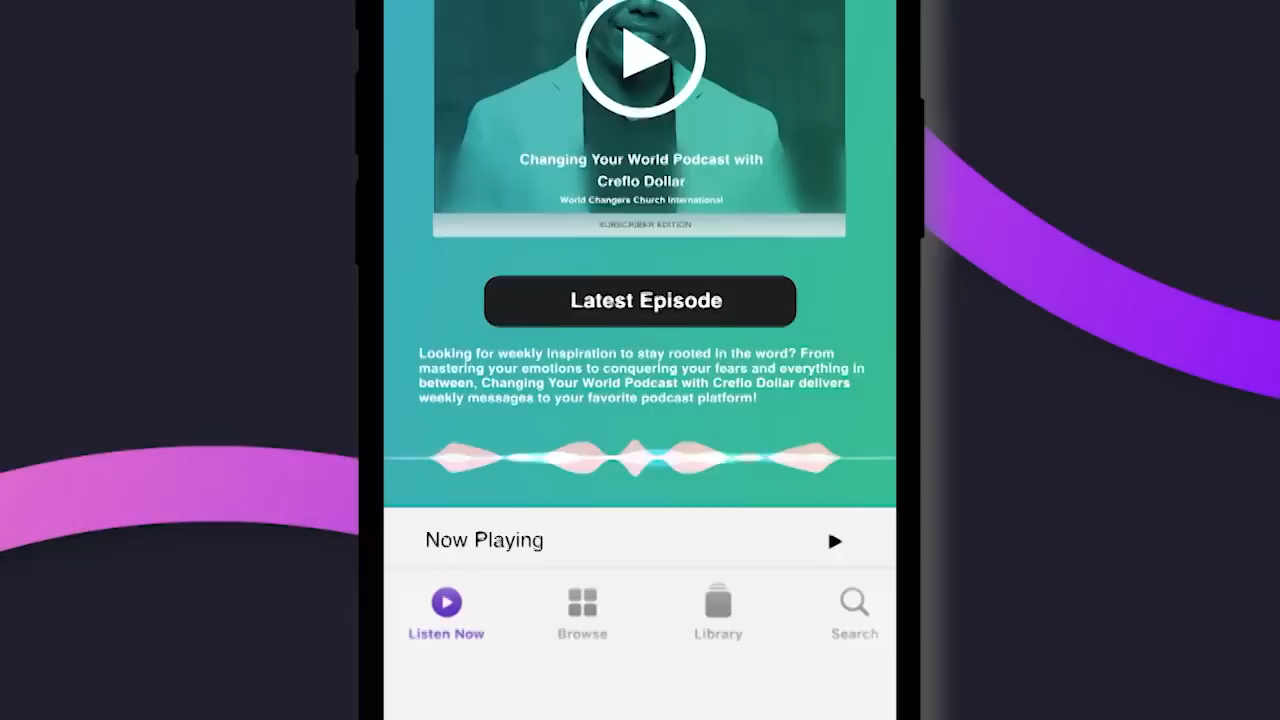 Changing Your World Podcast with
Creflo Dollar
World Changers Church International
SUBSCRIBER EDITION
Latest Episode
Looking for weekly inspiration to stay rooted in the word? From
mastering your emotions to conquering your fears and everything in
between, Changing Your World Podcast with Creflo Dollar delivers
weekly messages to your favorite podcast platform!
Now Playing
Listen Now
Browse
Library
Search